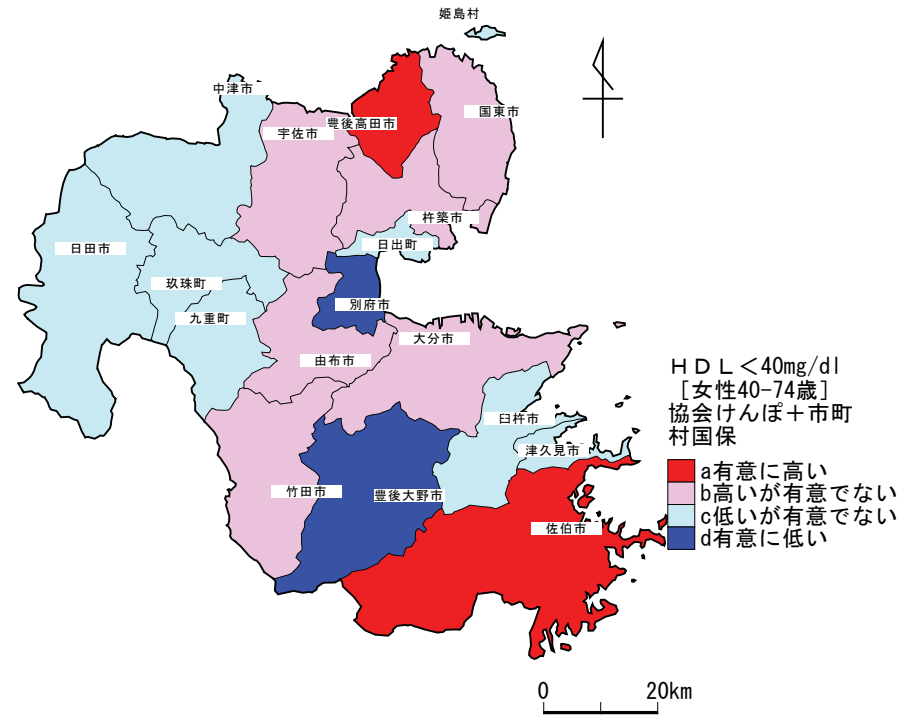 姫島村
中津市
国東市
豊後高田市
宇佐市
杵築市
日出町
日田市
玖珠町
別府市
九重町
大分市
由布市
臼杵市
津久見市
竹田市
豊後大野市
佐伯市
ＨＤＬ＜40mg/dl
［女性40-74歳］
協会けんぽ＋市町
村国保
a有意に高い
b高いが有意でない
c低いが有意でない
d有意に低い
0 20km